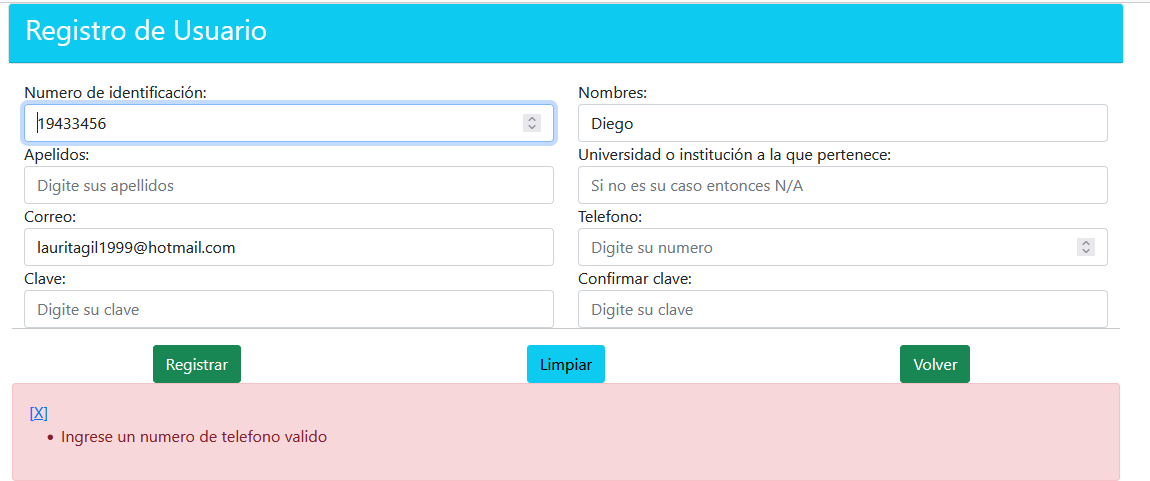 Registro de Usuario
Numero de identificación:
Nombres:
19433456
Diego
Apelidos:
Universidad o institución a la que pertenece:
Digite sus apellidos
Si no es su caso entonces N/A
Correo:
Telefono:
lauritagil1999@hotmail.com
Digite su numero
Clave:
Confirmar clave:
Digite su clave
Digite su clave
Registrar
Limpiar
Volver
[X]
• Ingrese un numero de telefono valido